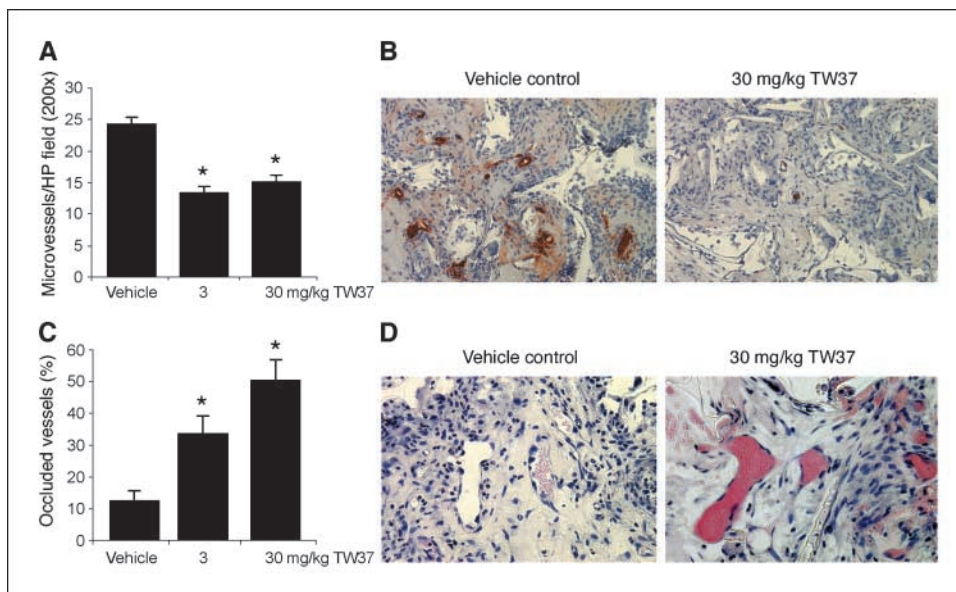 A
Microvessels/HP field (200x)
30
25
20
15
10
5
0
*
*
Vehicle
3
30 mg/kg TW37
B
Vehicle control
30 mg/kg TW37
C
Occluded vessels (%)
60
50
40
30
20
10
0
*
*
Vehicle
3
30 mg/kg TW37
D
Vehicle control
30 mg/kg TW37